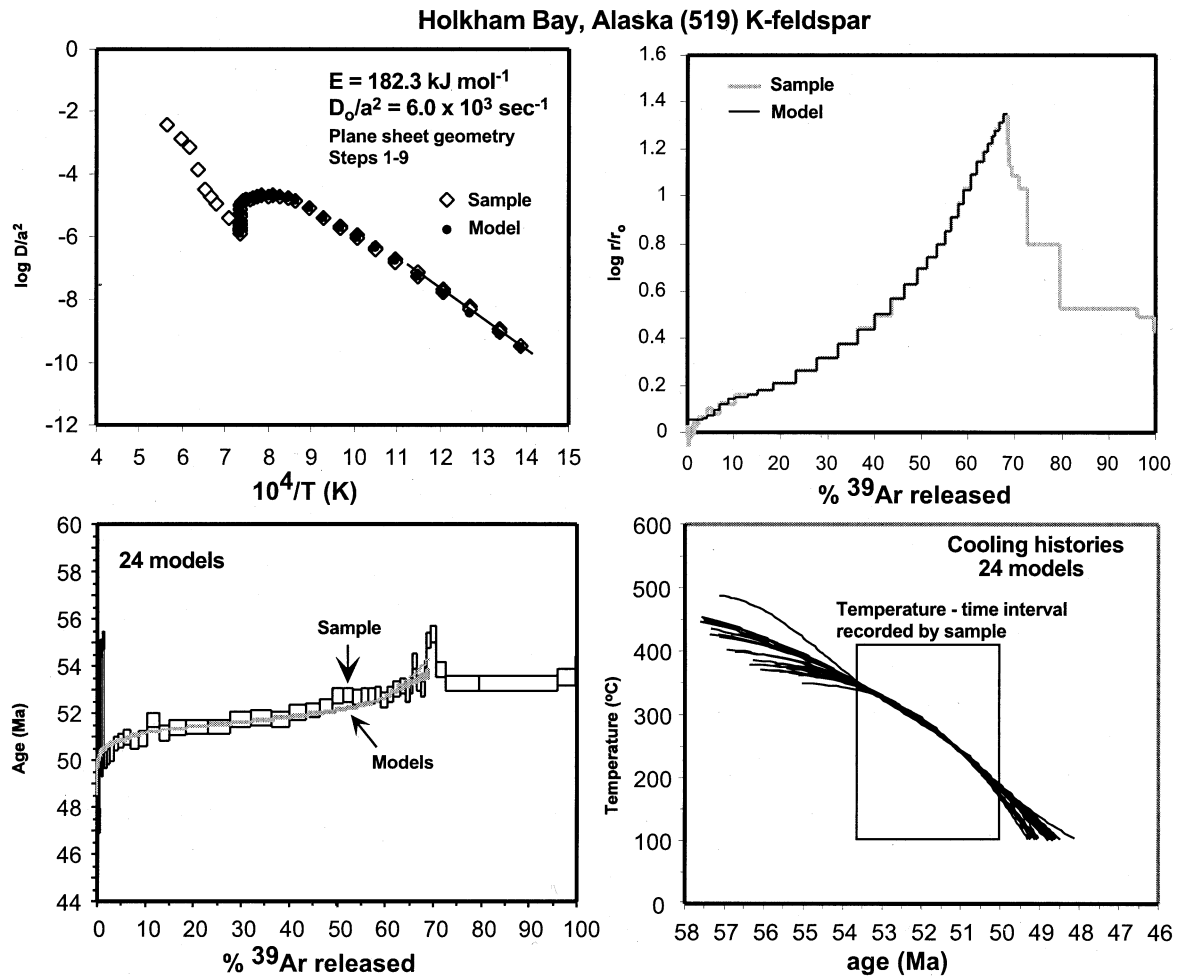 Holkham Bay, Alaska (519) K-feldspar
0
-2
-4
-6
-8
-10
-12
log D/a²
E = 182.3 kJ mol⁻¹
Dₒ/a² = 6.0 x 10³ sec⁻¹
Plane sheet geometry
Steps 1-9
Sample
Model
4 5 6 7 8 9 10 11 12 13 14 15
10⁴/T (K)
1.6
1.4
1.2
1
0.8
0.6
0.4
0.2
0
log r/rₒ
Sample
Model
0 10 20 30 40 50 60 70 80 90 100
% ³⁹Ar released
60
58
56
54
52
50
48
46
44
Age (Ma)
24 models
Sample
Models
0 10 20 30 40 50 60 70 80 90 100
% ³⁹Ar released
600
500
400
300
200
100
0
Temperature (ºC)
Cooling histories
24 models
Temperature - time interval
recorded by sample
58 57 56 55 54 53 52 51 50 49 48 47 46
age (Ma)